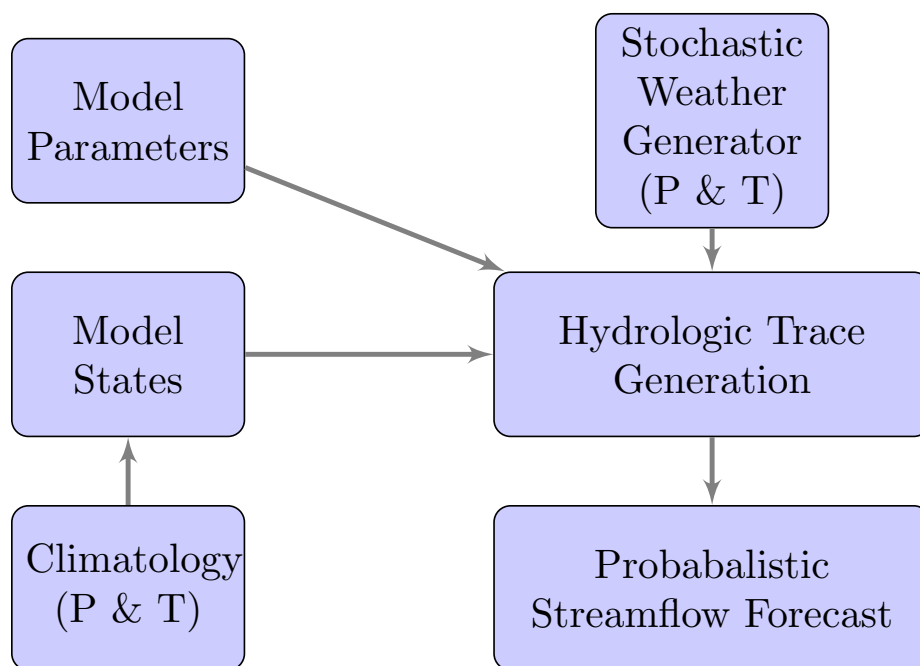 Model
Parameters
Stochastic
Weather
Generator
(P & T)
Model
States
Hydrologic Trace
Generation
Climatology
(P & T)
Probabalistic
Streamflow Forecast